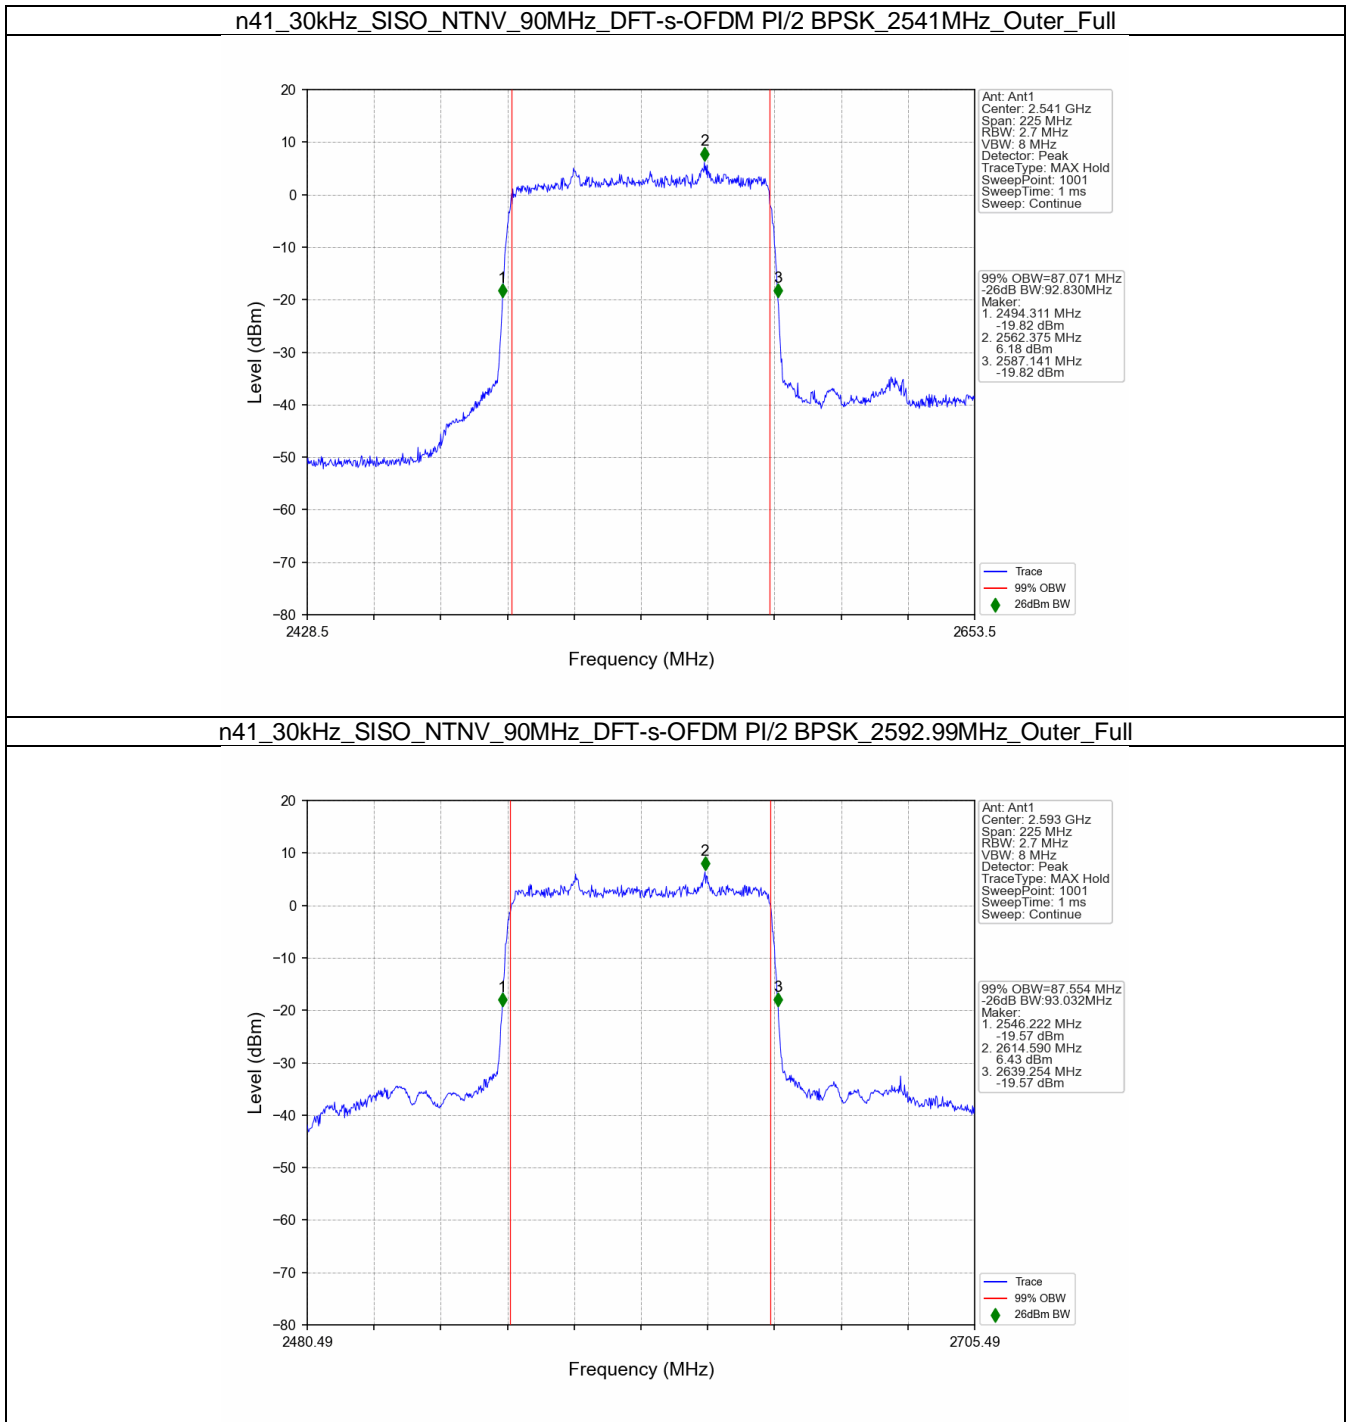 n41_30kHz_SISO_NTNV_90MHz_DFT-s-OFDM PI/2 BPSK_2541MHz_Outer_Full
20
10
0
−10
−20
−30
−40
−50
−60
−70
−80
Level (dBm)
2428.5
2653.5
Frequency (MHz)
1
2
3
Ant: Ant1
Center: 2.541 GHz
Span: 225 MHz
RBW: 2.7 MHz
VBW: 8 MHz
Detector: Peak
TraceType: MAX Hold
SweepPoint: 1001
SweepTime: 1 ms
Sweep: Continue
99% OBW=87.071 MHz
-26dB BW:92.830MHz
Maker:
1. 2494.311 MHz
-19.82 dBm
2. 2562.375 MHz
6.18 dBm
3. 2587.141 MHz
-19.82 dBm
Trace
99% OBW
26dBm BW
n41_30kHz_SISO_NTNV_90MHz_DFT-s-OFDM PI/2 BPSK_2592.99MHz_Outer_Full
20
10
0
−10
−20
−30
−40
−50
−60
−70
−80
Level (dBm)
2480.49
2705.49
Frequency (MHz)
1
2
3
Ant: Ant1
Center: 2.593 GHz
Span: 225 MHz
RBW: 2.7 MHz
VBW: 8 MHz
Detector: Peak
TraceType: MAX Hold
SweepPoint: 1001
SweepTime: 1 ms
Sweep: Continue
99% OBW=87.554 MHz
-26dB BW:93.032MHz
Maker:
1. 2546.222 MHz
-19.57 dBm
2. 2614.590 MHz
6.43 dBm
3. 2639.254 MHz
-19.57 dBm
Trace
99% OBW
26dBm BW